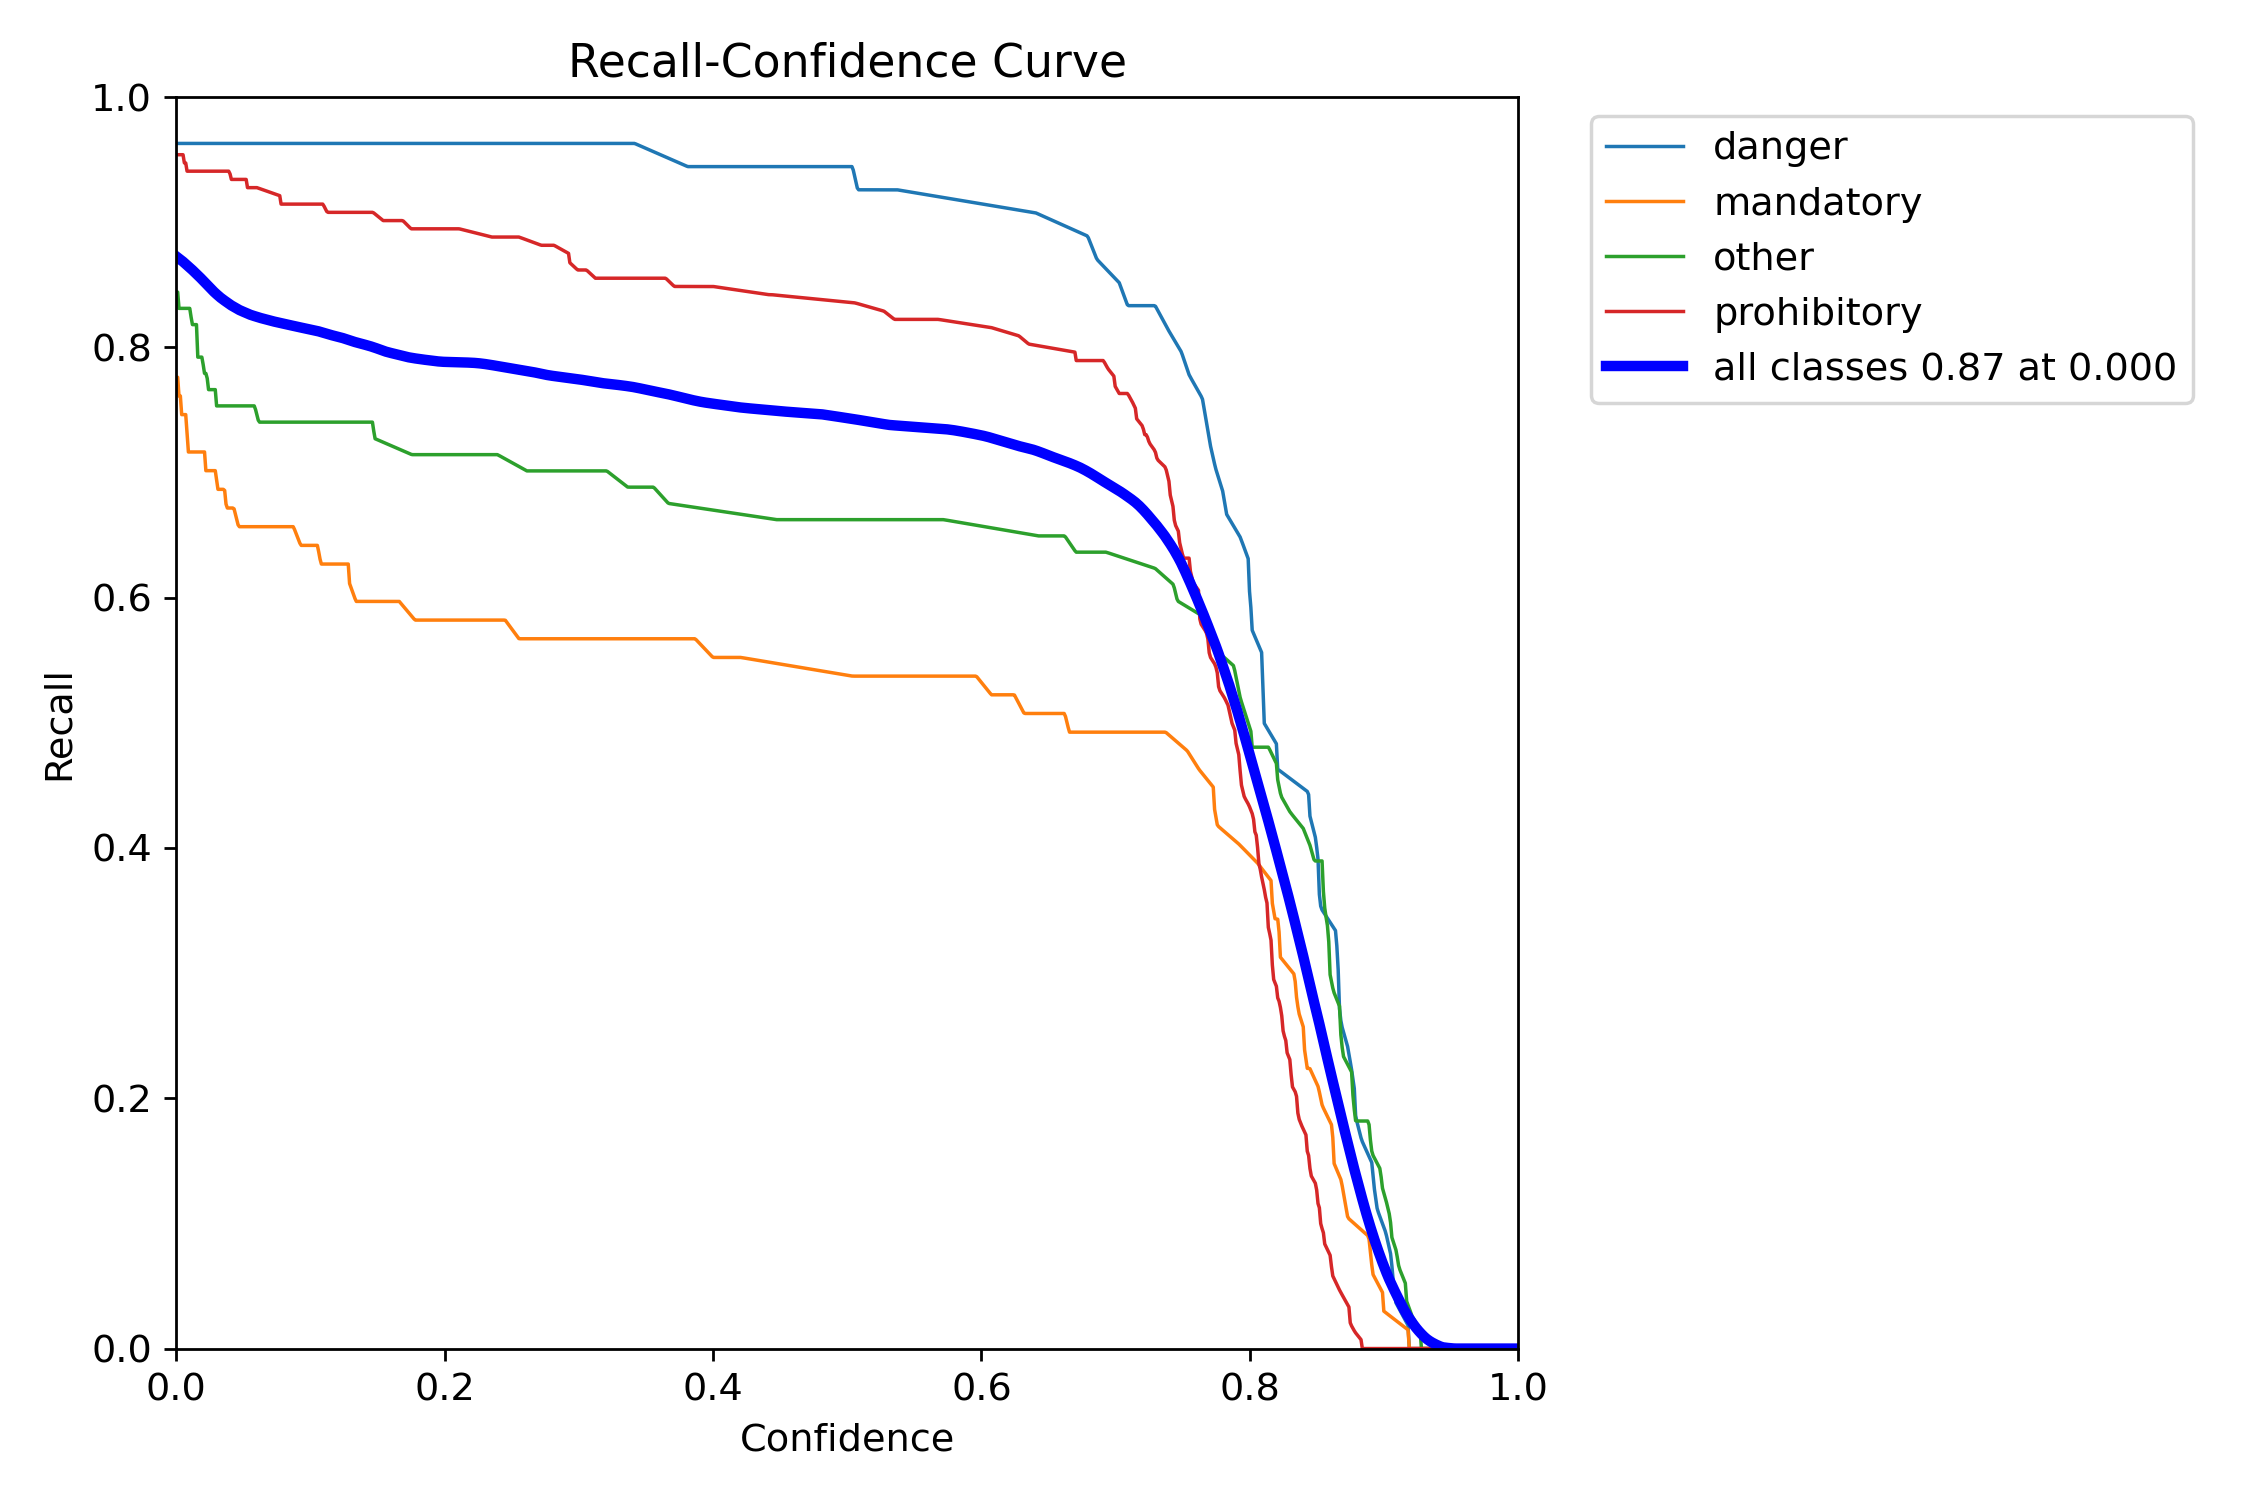 Recall-Confidence Curve
1.0
0.8
0.6
0.4
0.2
0.0
Recall
0.0 0.2 0.4 0.6 0.8 1.0
Confidence
danger
mandatory
other
prohibitory
all classes 0.87 at 0.000